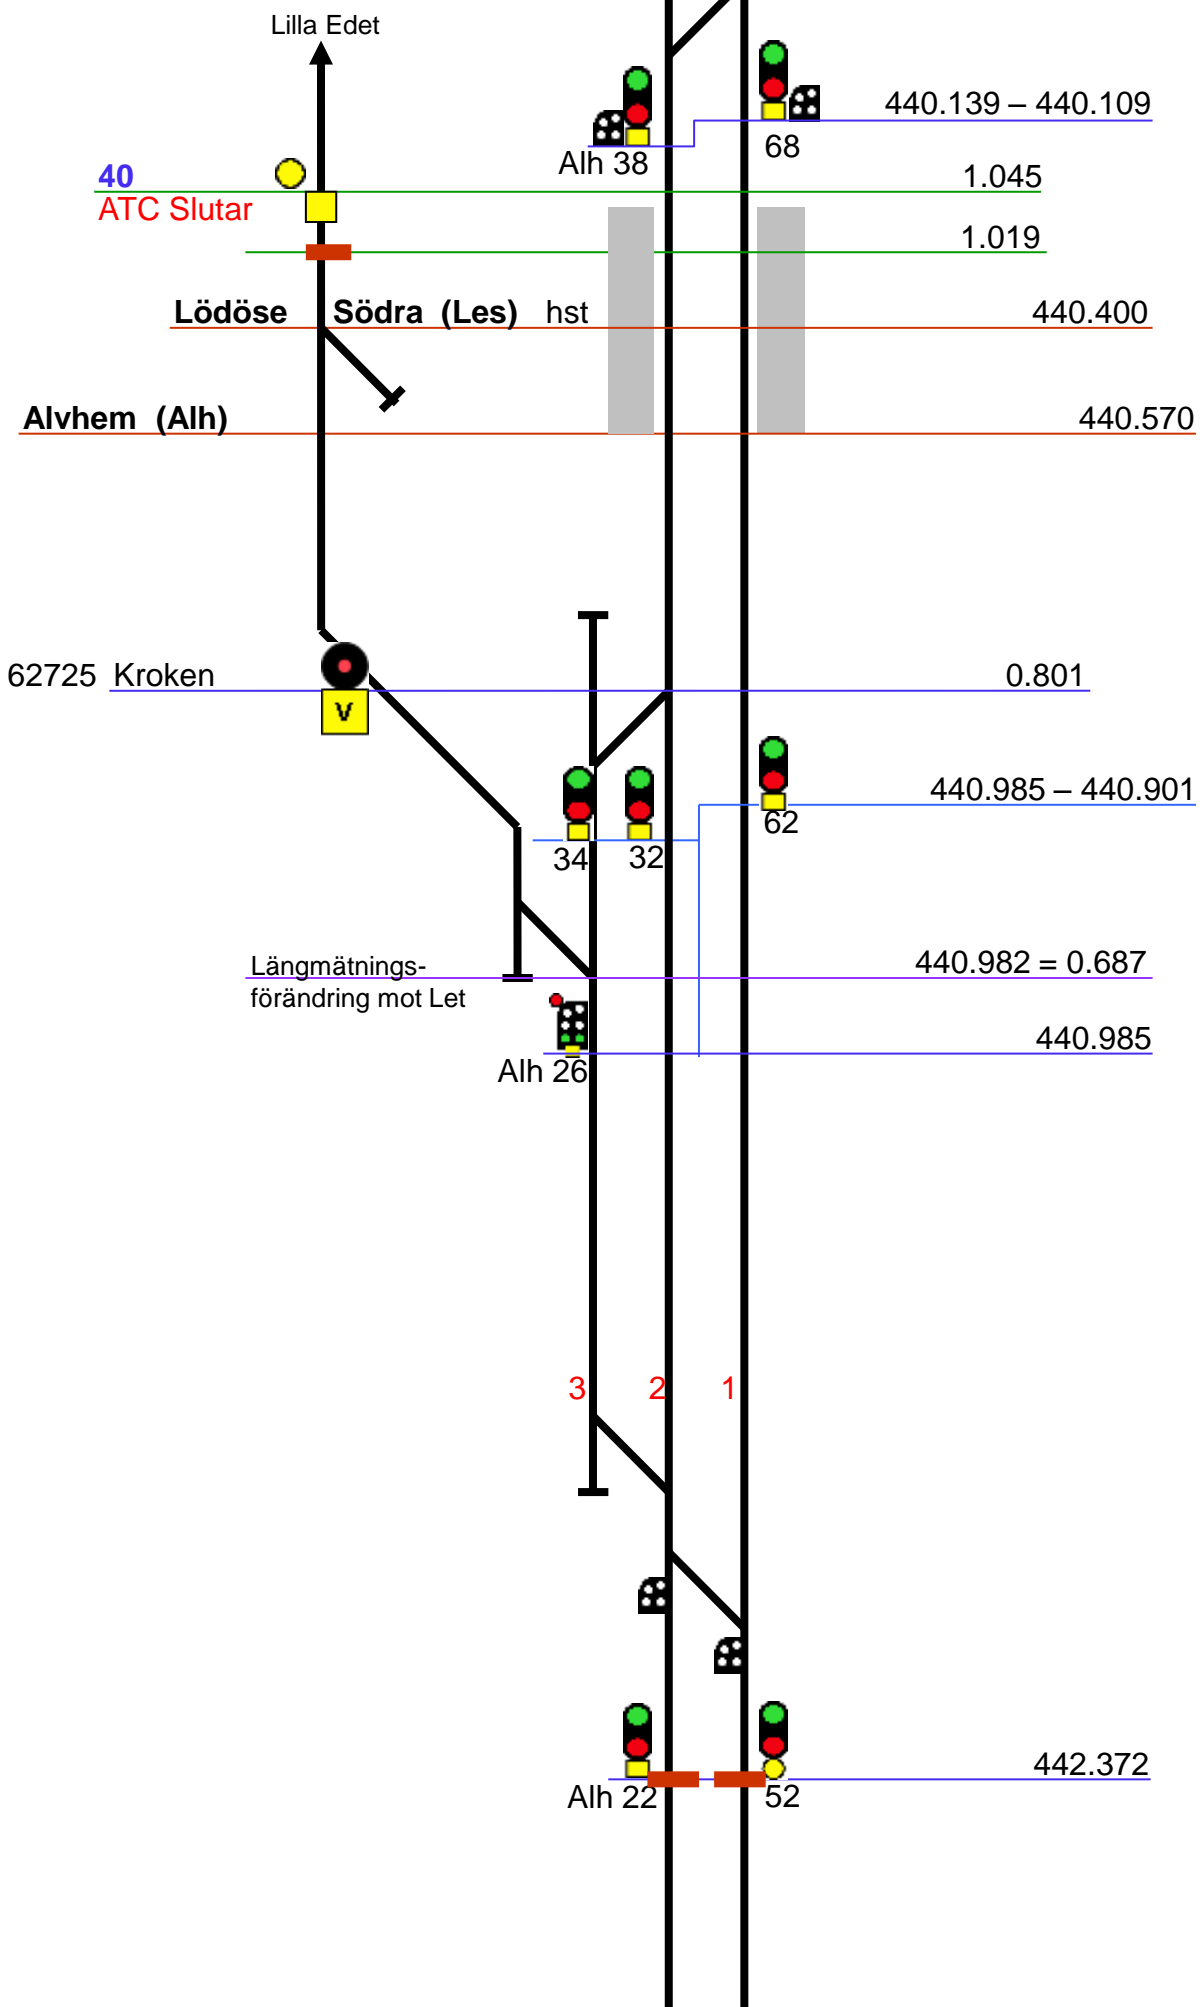 Lilla Edet
440.139 – 440.109
68
Alh 38
40
1.045
ATC Slutar
1.019
Lödöse Södra (Les) hst
440.400
Alvhem (Alh)
440.570
62725 Kroken
0.801
V
440.985 – 440.901
62
34
32
Längmätnings-
förändring mot Let
440.982 = 0.687
440.985
Alh 26
3
2
1
442.372
Alh 22
52